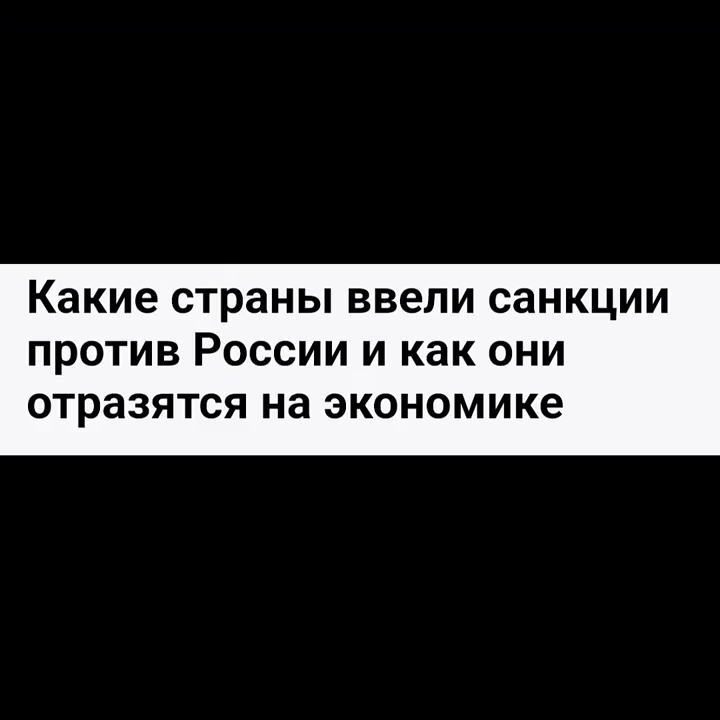 Какие страны ввели санкции
против России и как они
отразятся на экономике